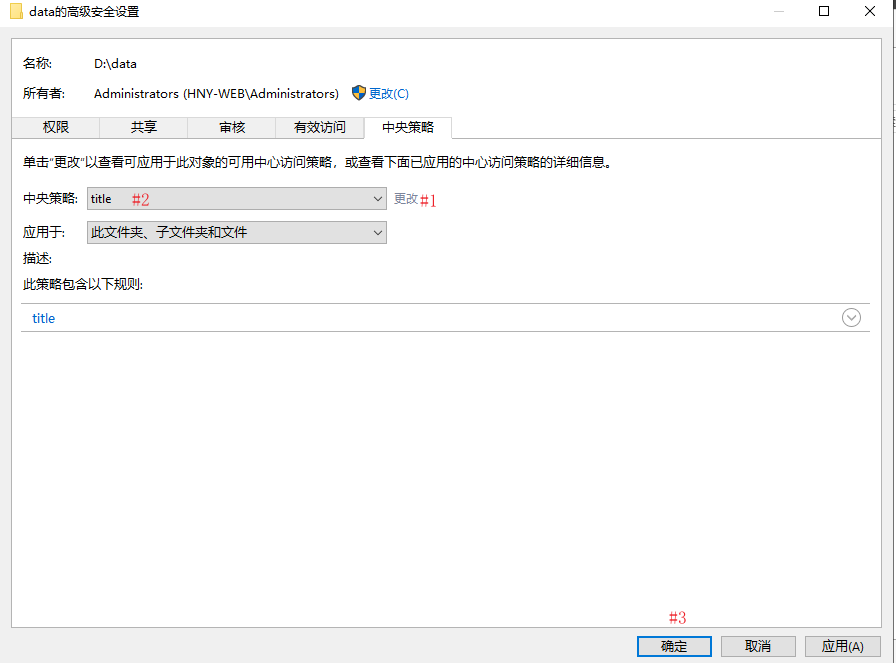 data的高级安全设置
名称: D:\data
所有者: Administrators (HNY-WEB\Administrators) 更改(C)
权限 共享 审核 有效访问 中央策略
单击"更改"以查看可应用于此对象的可用中心访问策略，或查看下面已应用的中心访问策略的详细信息。
中央策略: title #2 更改 #1
应用于: 此文件夹、子文件夹和文件
描述:
此策略包含以下规则:
title
#3
确定 取消 应用(A)